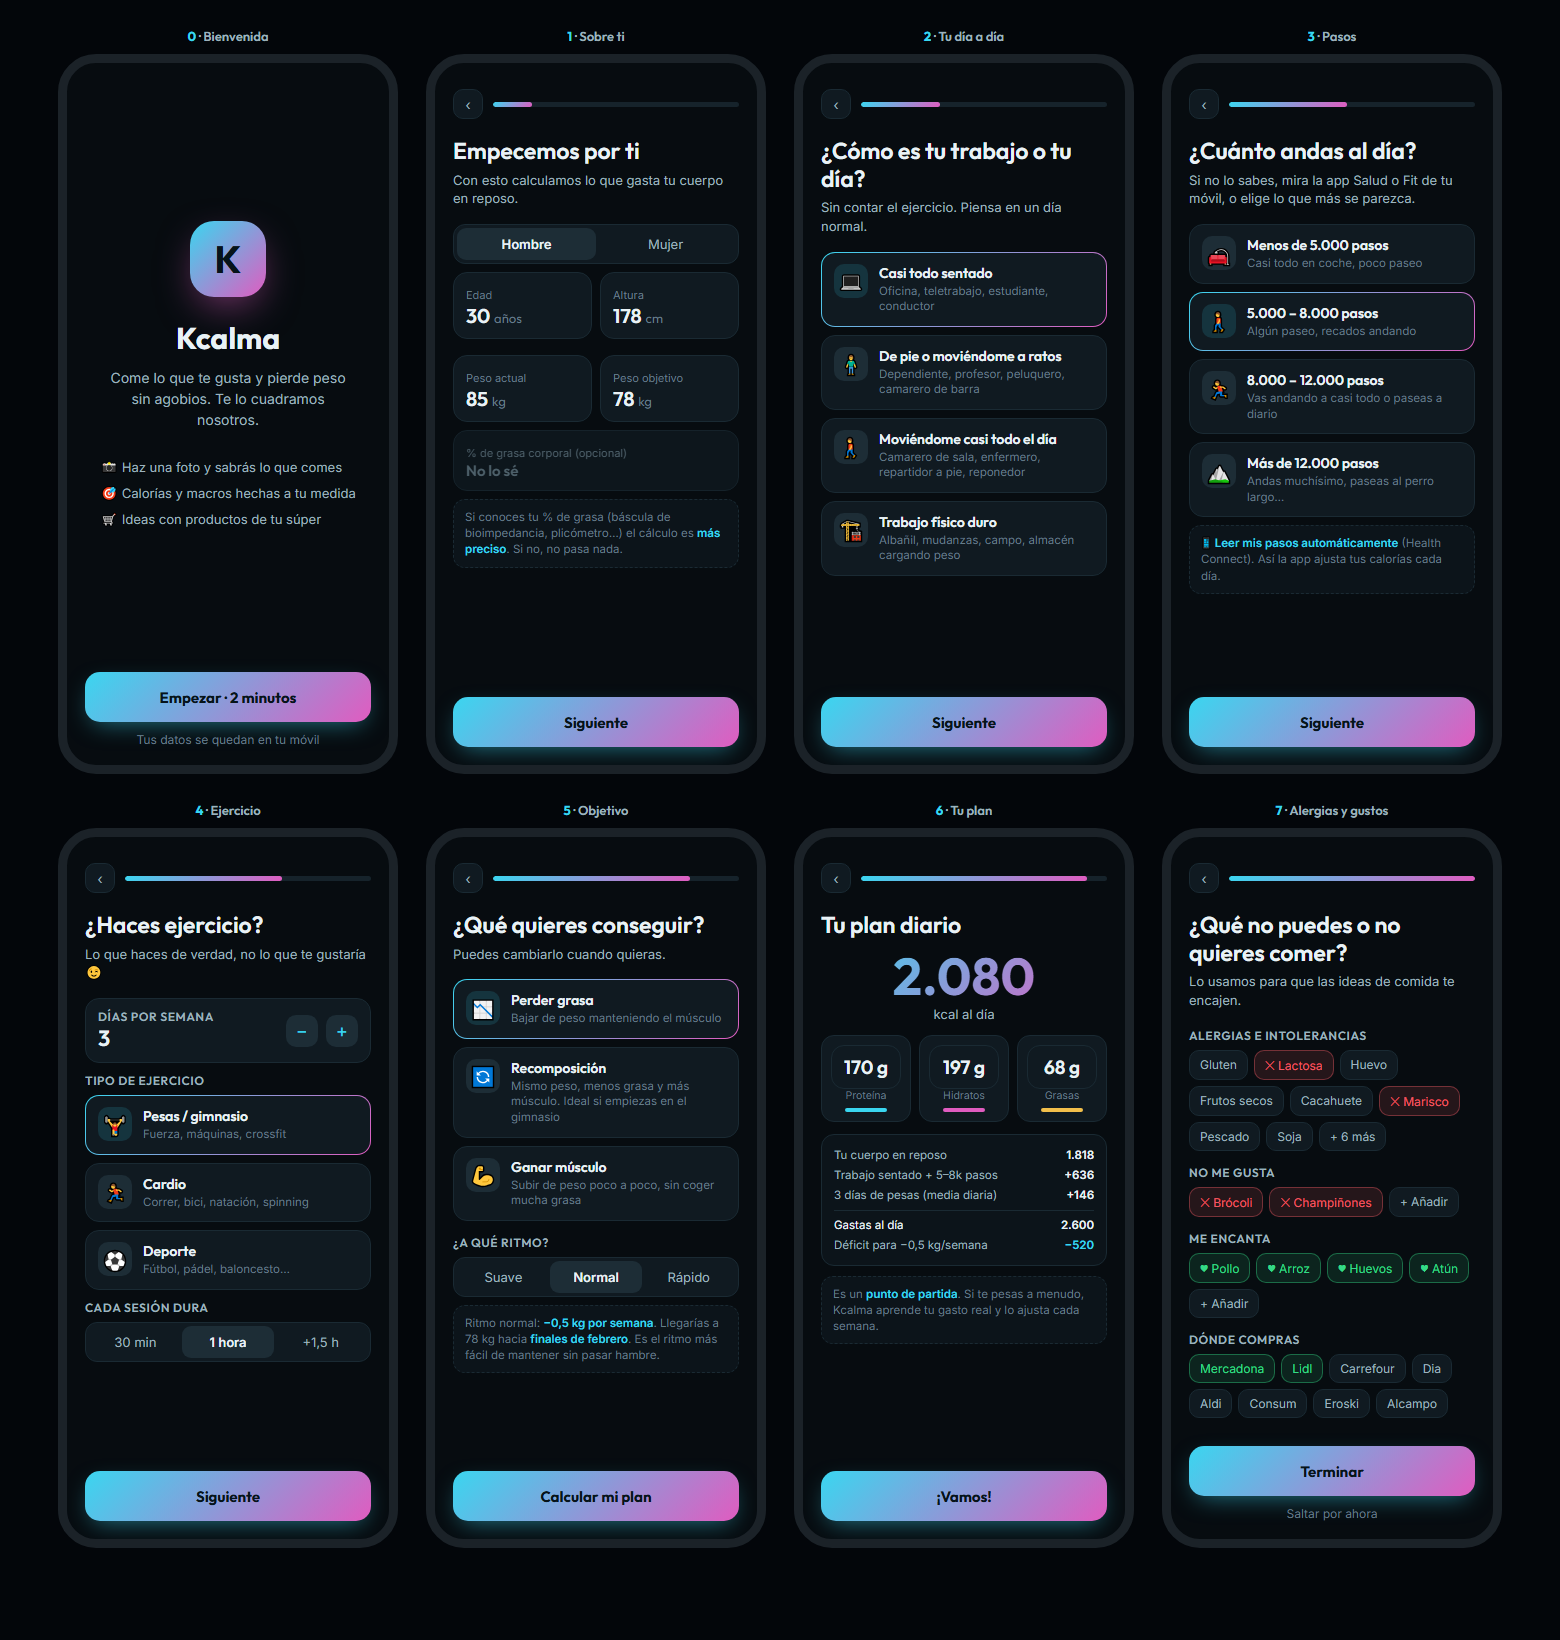 0 · Bienvenida
K
Kcalma
Come lo que te gusta y pierde peso
sin agobios. Te lo cuadramos
nosotros.
Haz una foto y sabrás lo que comes
Calorías y macros hechas a tu medida
Ideas con productos de tu súper
Empezar · 2 minutos
Tus datos se quedan en tu móvil
1 · Sobre ti
‹
Empecemos por ti
Con esto calculamos lo que gasta tu cuerpo
en reposo.
Hombre Mujer
Edad Altura
30 años 178 cm
Peso actual Peso objetivo
85 kg 78 kg
% de grasa corporal (opcional)
No lo sé
Si conoces tu % de grasa (báscula de
bioimpedancia, plicómetro...) el cálculo es más
preciso. Si no, no pasa nada.
Siguiente
2 · Tu día a día
‹
¿Cómo es tu trabajo o tu
día?
Sin contar el ejercicio. Piensa en un día
normal.
Casi todo sentado
Oficina, teletrabajo, estudiante,
conductor
De pie o moviéndome a ratos
Dependiente, profesor, peluquero,
camarero de barra
Moviéndome casi todo el día
Camarero de sala, enfermero,
repartidor a pie, reponedor
Trabajo físico duro
Albañil, mudanzas, campo, almacén
cargando peso
Siguiente
3 · Pasos
‹
¿Cuánto andas al día?
Si no lo sabes, mira la app Salud o Fit de tu
móvil, o elige lo que más se parezca.
Menos de 5.000 pasos
Casi todo en coche, poco paseo
5.000 – 8.000 pasos
Algún paseo, recados andando
8.000 – 12.000 pasos
Vas andando a casi todo o paseas a
diario
Más de 12.000 pasos
Andas muchísimo, paseas al perro
largo...
Leer mis pasos automáticamente (Health
Connect). Así la app ajusta tus calorías cada
día.
Siguiente
4 · Ejercicio
‹
¿Haces ejercicio?
Lo que haces de verdad, no lo que te gustaría
😉
DÍAS POR SEMANA
3 − +
TIPO DE EJERCICIO
Pesas / gimnasio
Fuerza, máquinas, crossfit
Cardio
Correr, bici, natación, spinning
Deporte
Fútbol, pádel, baloncesto...
CADA SESIÓN DURA
30 min 1 hora +1,5 h
Siguiente
5 · Objetivo
‹
¿Qué quieres conseguir?
Puedes cambiarlo cuando quieras.
Perder grasa
Bajar de peso manteniendo el músculo
Recomposición
Mismo peso, menos grasa y más
músculo. Ideal si empiezas en el
gimnasio
Ganar músculo
Subir de peso poco a poco, sin coger
mucha grasa
¿A QUÉ RITMO?
Suave Normal Rápido
Ritmo normal: −0,5 kg por semana. Llegarías a
78 kg hacia finales de febrero. Es el ritmo más
fácil de mantener sin pasar hambre.
Calcular mi plan
6 · Tu plan
‹
Tu plan diario
2.080
kcal al día
170 g 197 g 68 g
Proteína Hidratos Grasas
Tu cuerpo en reposo 1.818
Trabajo sentado + 5–8k pasos +636
3 días de pesas (media diaria) +146
Gastas al día 2.600
Déficit para −0,5 kg/semana −520
Es un punto de partida. Si te pesas a menudo,
Kcalma aprende tu gasto real y lo ajusta cada
semana.
¡Vamos!
7 · Alergias y gustos
‹
¿Qué no puedes o no
quieres comer?
Lo usamos para que las ideas de comida te
encajen.
ALERGIAS E INTOLERANCIAS
Gluten ✕ Lactosa Huevo
Frutos secos Cacahuete ✕ Marisco
Pescado Soja + 6 más
NO ME GUSTA
✕ Brócoli ✕ Champiñones + Añadir
ME ENCANTA
♥ Pollo ♥ Arroz ♥ Huevos ♥ Atún
+ Añadir
DÓNDE COMPRAS
Mercadona Lidl Carrefour Dia
Aldi Consum Eroski Alcampo
Terminar
Saltar por ahora